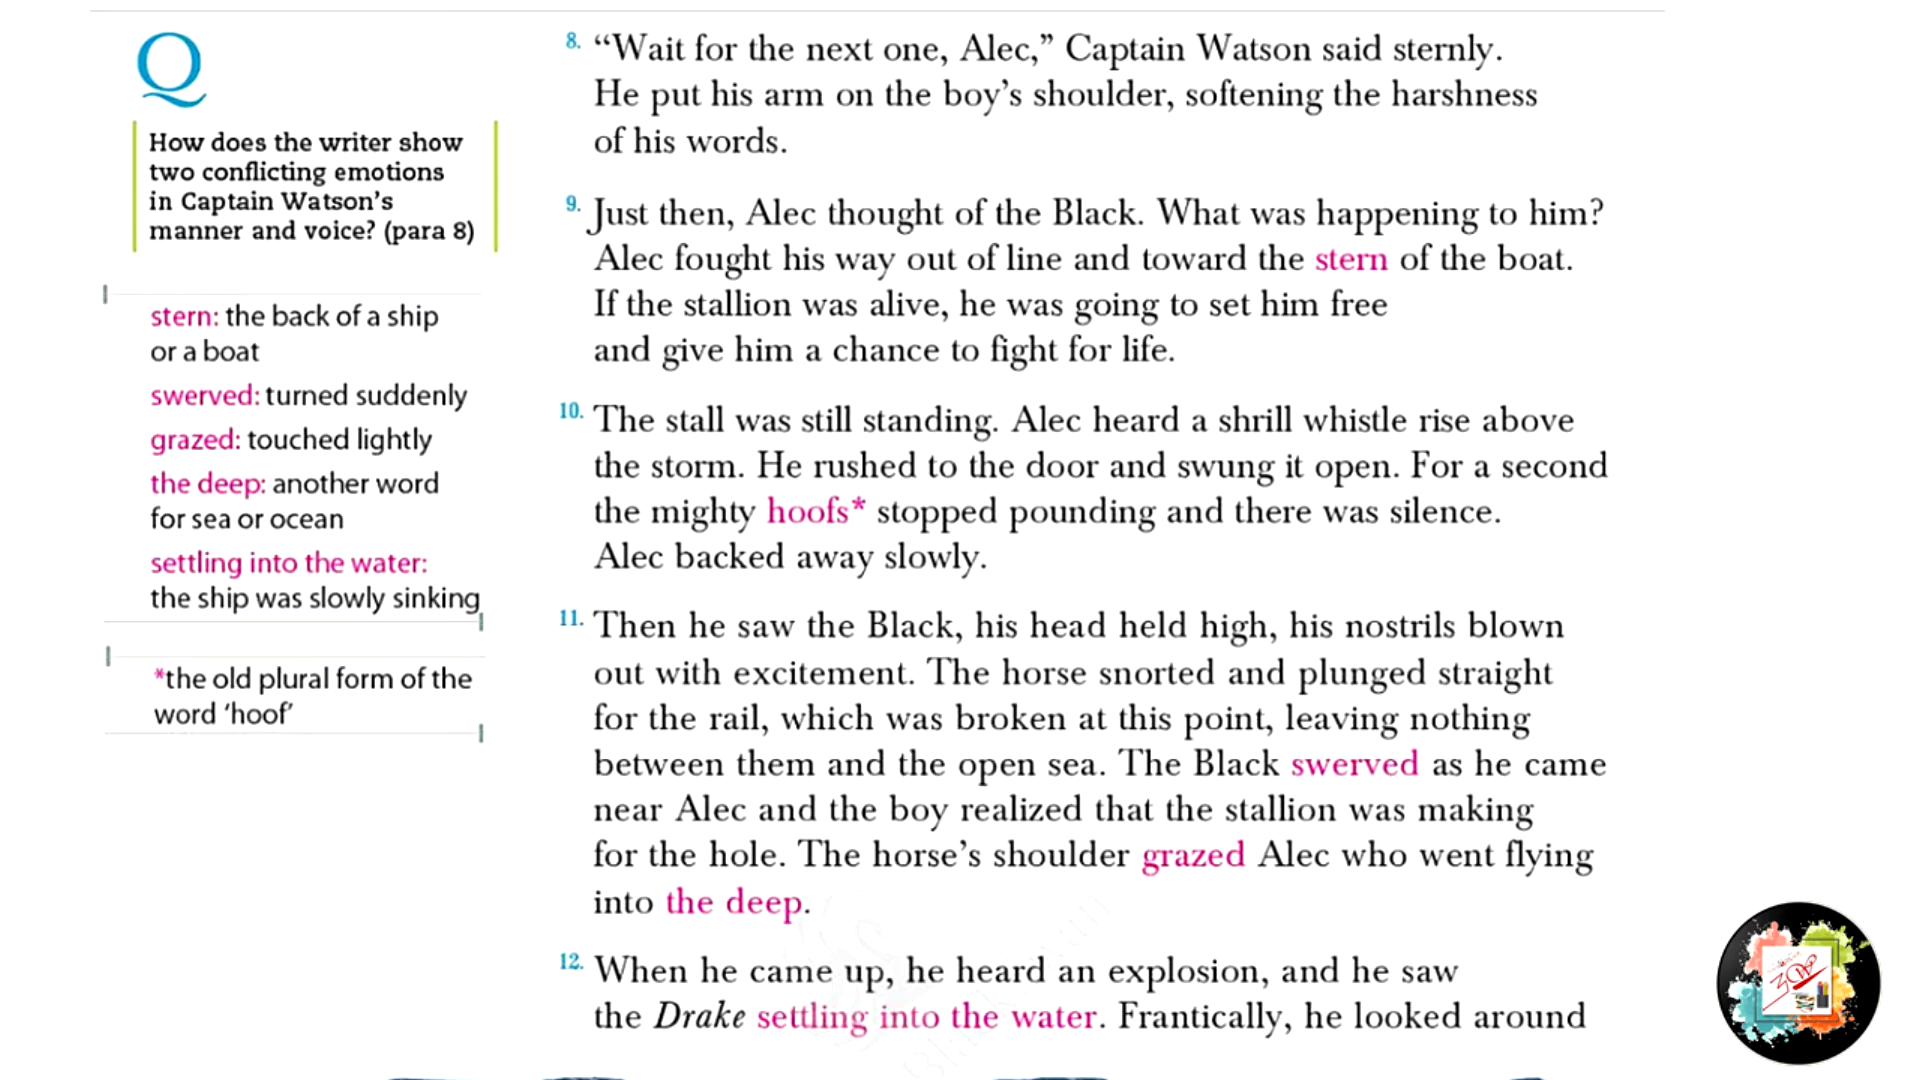 Q
How does the writer show
two conflicting emotions
in Captain Watson's
manner and voice? (para 8)
stern: the back of a ship
or a boat
swerved: turned suddenly
grazed: touched lightly
the deep: another word
for sea or ocean
settling into the water:
the ship was slowly sinking
*the old plural form of the
word ‘hoof’
8. “Wait for the next one, Alec,” Captain Watson said sternly.
He put his arm on the boy’s shoulder, softening the harshness
of his words.
9. Just then, Alec thought of the Black. What was happening to him?
Alec fought his way out of line and toward the stern of the boat.
If the stallion was alive, he was going to set him free
and give him a chance to fight for life.
10. The stall was still standing. Alec heard a shrill whistle rise above
the storm. He rushed to the door and swung it open. For a second
the mighty hoofs* stopped pounding and there was silence.
Alec backed away slowly.
11. Then he saw the Black, his head held high, his nostrils blown
out with excitement. The horse snorted and plunged straight
for the rail, which was broken at this point, leaving nothing
between them and the open sea. The Black swerved as he came
near Alec and the boy realized that the stallion was making
for the hole. The horse’s shoulder grazed Alec who went flying
into the deep.
12. When he came up, he heard an explosion, and he saw
the Drake settling into the water. Frantically, he looked around